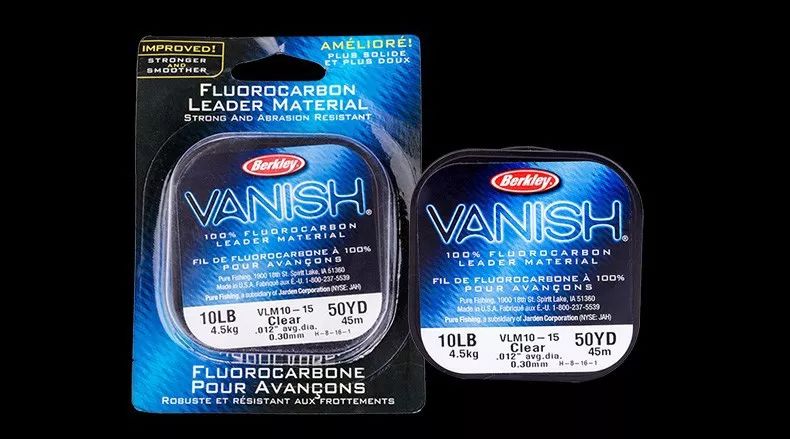 IMPROVED!
STRONGER
AND
SMOOTHER
AMÉLIORÉ!
PLUS SOLIDE
ET PLUS DOUX
FLUOROCARBON
LEADER MATERIAL
STRONG AND ABRASION RESISTANT
Berkley
VANISH®
100% FLUOROCARBON
LEADER MATERIAL
FIL DE FLUOROCARBONE À 100%
POUR AVANÇONS
Pure Fishing, 1900 18th St. Spirit Lake, IA 51360
Made in U.S.A. Fabriqué aux É.-U. 1-800-237-5539
Pure Fishing, a subsidiary of Jarden Corporation (NYSE: JAH)
10LB VLM10-15 50YD
4.5kg Clear 45m
.012" avg.dia. H-8-16-1
0.30mm
FLUOROCARBONE
POUR AVANÇONS
ROBUSTE ET RÉSISTANT AUX FROTTEMENTS
Berkley
VANISH®
100% FLUOROCARBON
LEADER MATERIAL
FIL DE FLUOROCARBONE À 100%
POUR AVANÇONS
Pure Fishing, 1900 18th St. Spirit Lake, IA 51360
Made in U.S.A. Fabriqué aux É.-U. 1-800-237-5539
Pure Fishing, a subsidiary of Jarden Corporation (NYSE: JAH)
10LB VLM10-15 50YD
4.5kg Clear 45m
.012" avg.dia. H-8-16-1
0.30mm